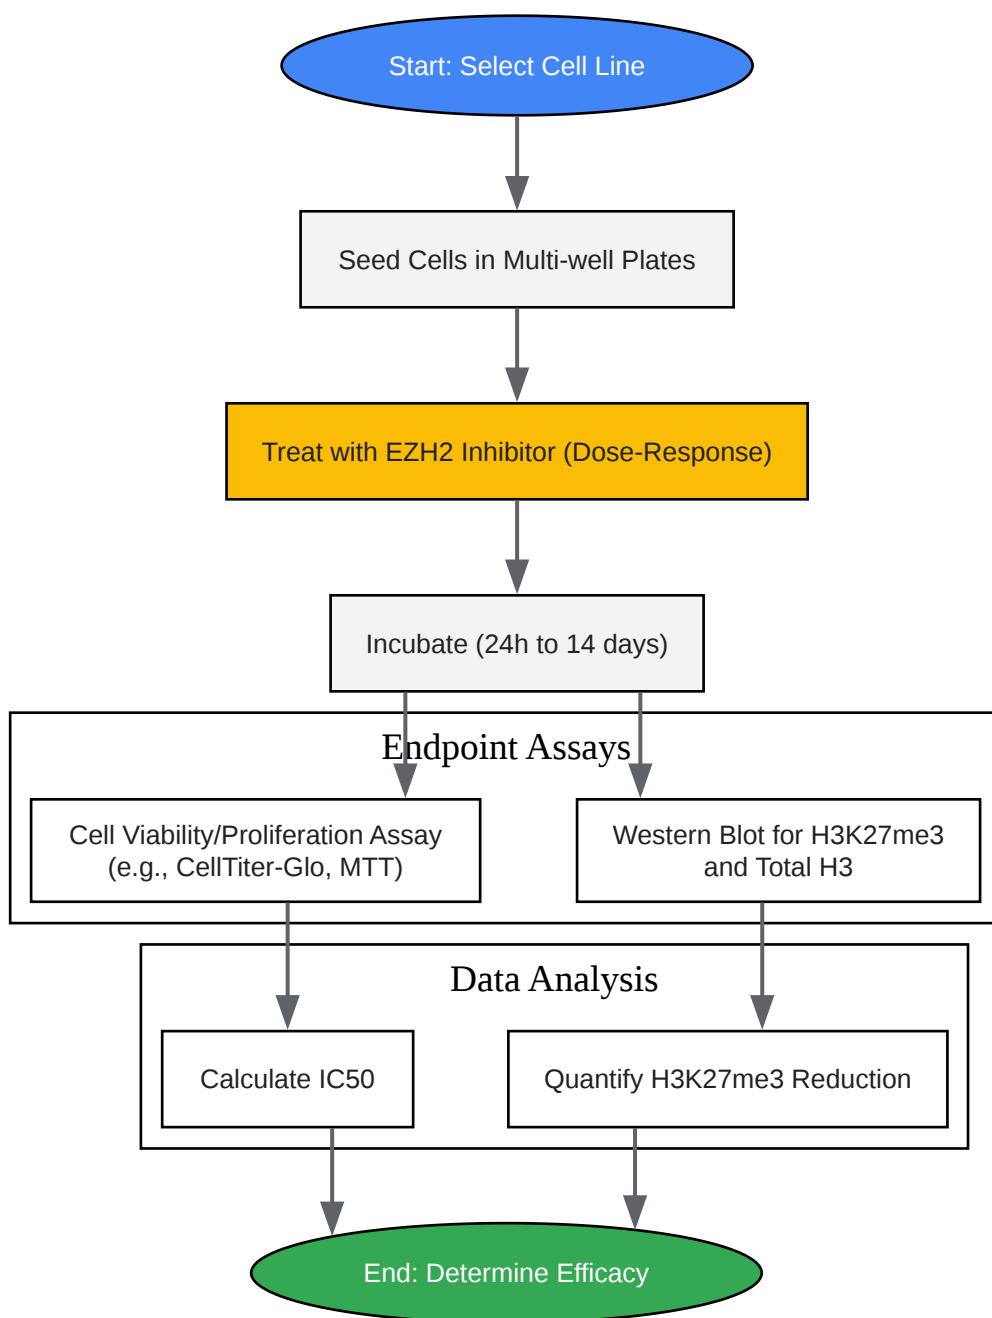 Start: Select Cell Line
Seed Cells in Multi-well Plates
Treat with EZH2 Inhibitor (Dose-Response)
Incubate (24h to 14 days)
Endpoint Assays
Cell Viability/Proliferation Assay
(e.g., CellTiter-Glo, MTT)
Western Blot for H3K27me3
and Total H3
Data Analysis
Calculate IC50
Quantify H3K27me3 Reduction
End: Determine Efficacy